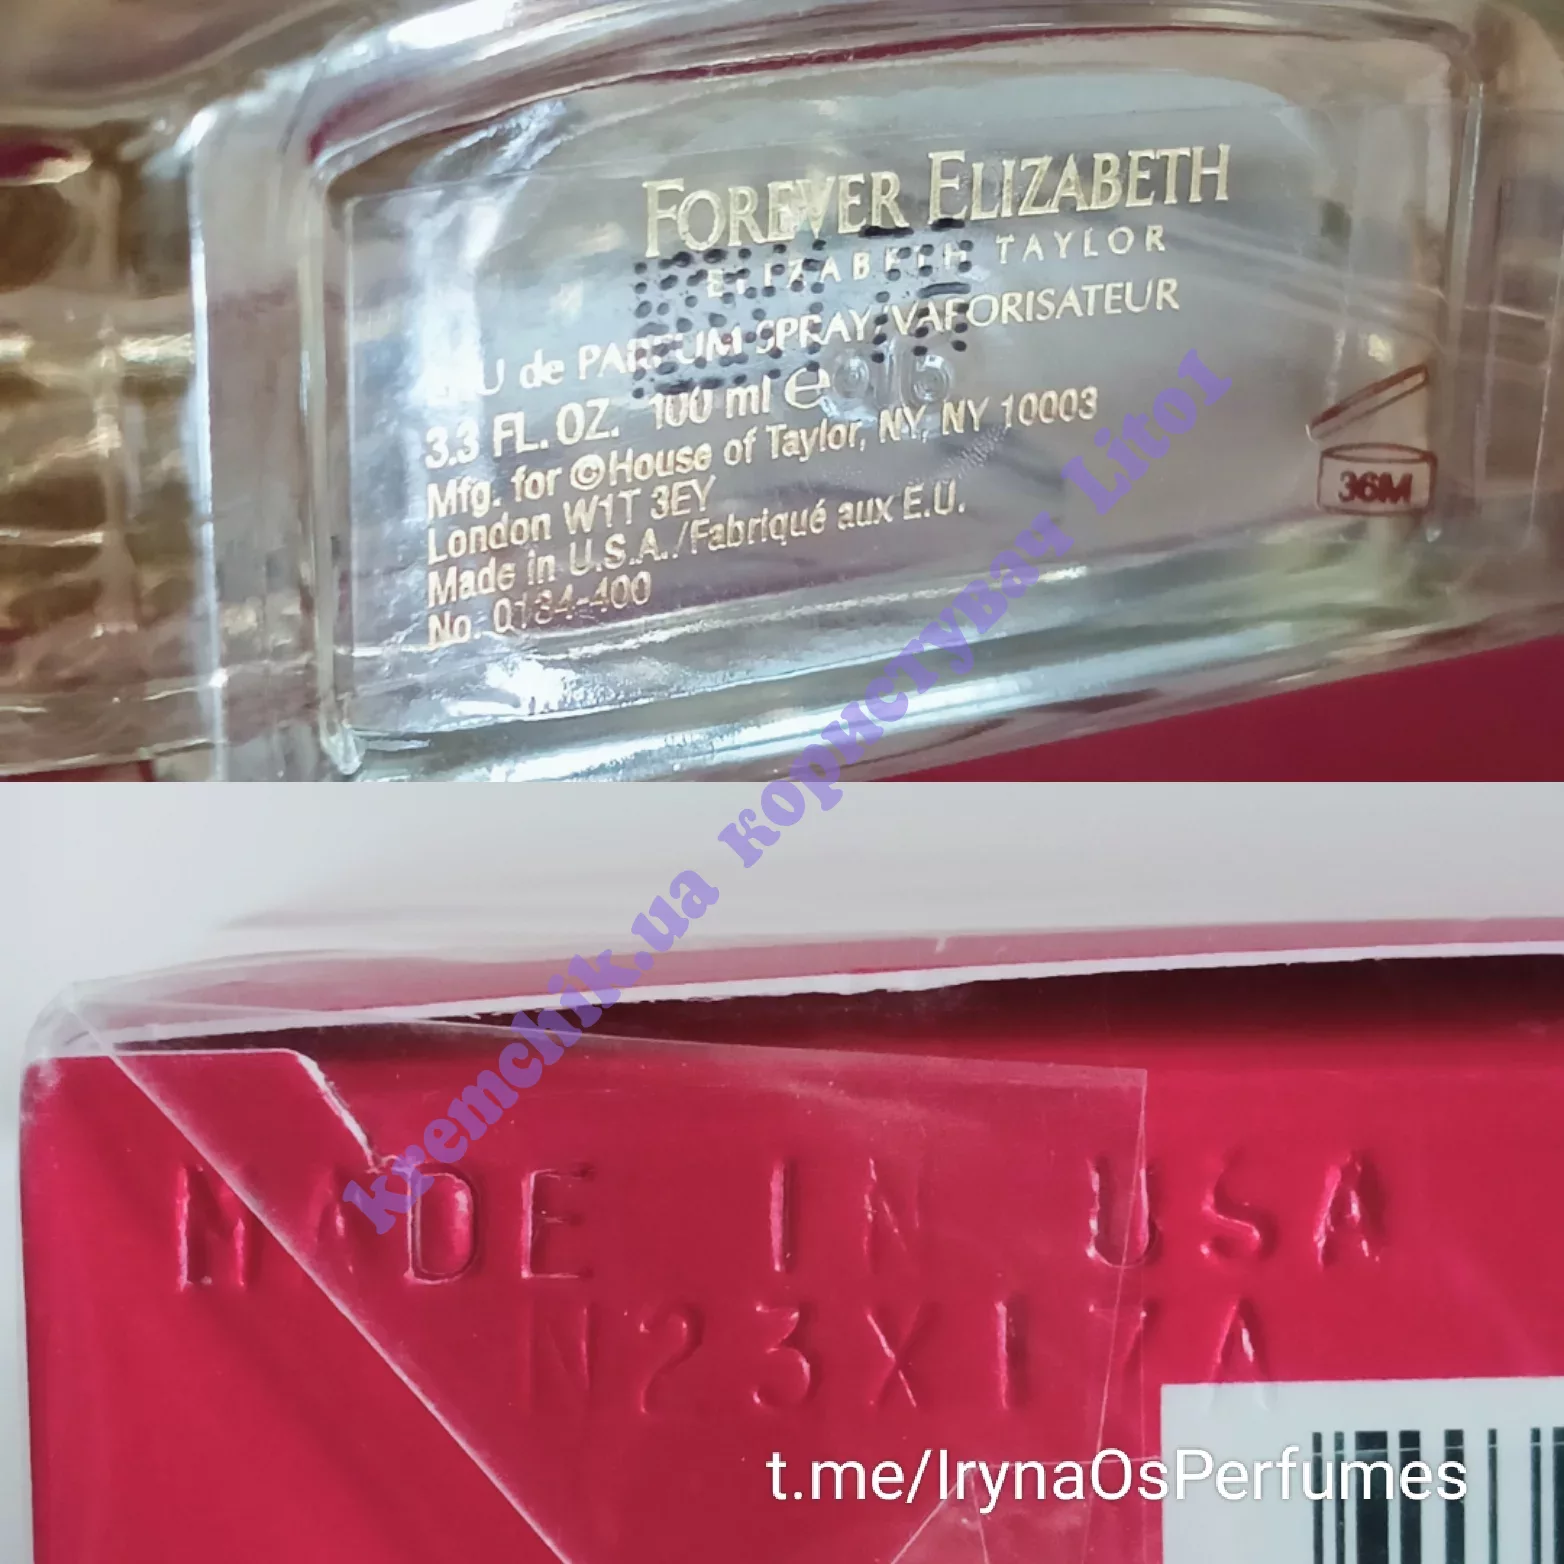 FOREVER ELIZABETH
ELIZABETH TAYLOR
EAU de PARFUM SPRAY/VAPORISATEUR
3.3 FL. OZ. 100 ml e
Mfg. for ©House of Taylor, NY, NY 10003
London W1T 3EY
Made in U.S.A./Fabriqué aux E.U.
No. 0184-400
36M
kremchik.ua користувач Lito1
MADE IN USA
N23X17A
t.me/IrynaOsPerfumes